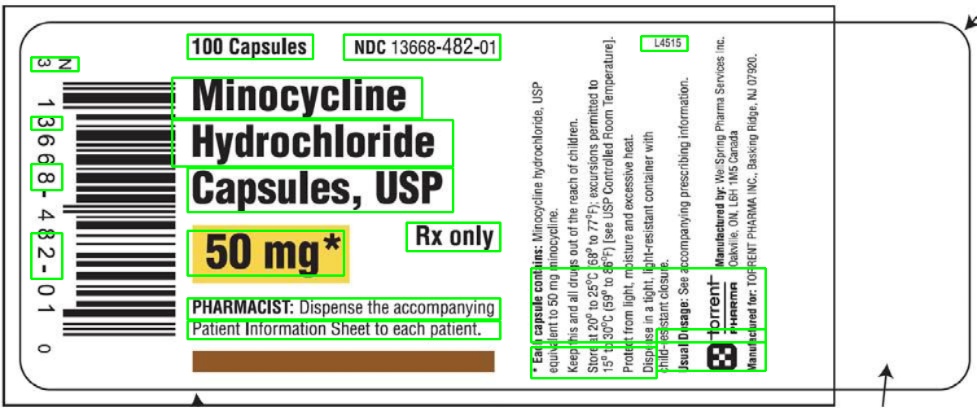 100 Capsules
NDC 13668-482-01
L4515
N
3 13668-482-01 0
Minocycline
Hydrochloride
Capsules, USP
50 mg*
Rx only
PHARMACIST: Dispense the accompanying
Patient Information Sheet to each patient.
* Each capsule contains: Minocycline hydrochloride, USP
equivalent to 50 mg minocycline.
Keep this and all drugs out of the reach of children.
Store at 20° to 25°C (68° to 77°F); excursions permitted to
15° to 30°C (59° to 86°F) [see USP Controlled Room Temperature].
Protect from light, moisture and excessive heat.
Dispense in a tight, light-resistant container with
child-resistant closure.
Usual Dosage: See accompanying prescribing information.
torrent
PHARMA
Manufactured by: WellSpring Pharma Services Inc.
Oakville, ON, L6H 1M5 Canada
Manufactured for: TORRENT PHARMA INC., Basking Ridge, NJ 07920.